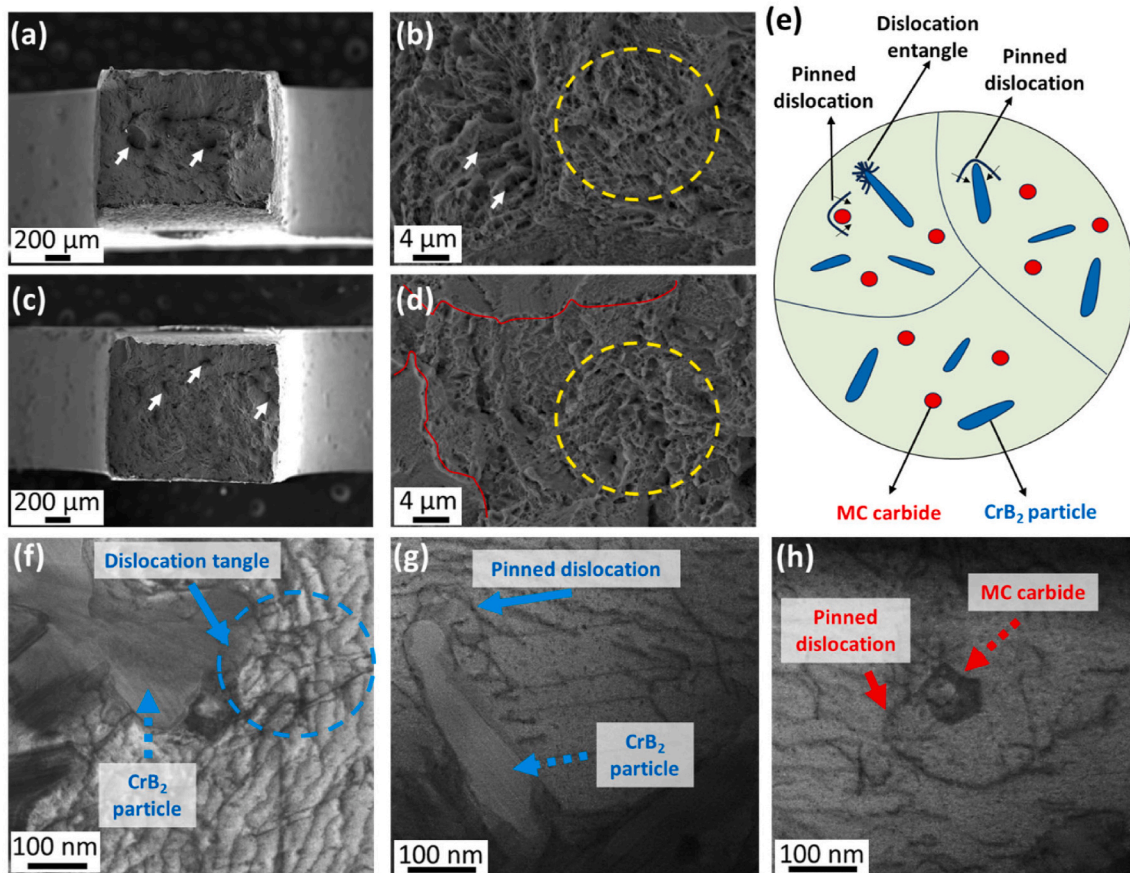 (a)
200 µm
(b)
4 µm
(c)
200 µm
(d)
4 µm
(e)
Dislocation
entangle
Pinned
dislocation
Pinned
dislocation
MC carbide
CrB₂ particle
(f)
Dislocation tangle
CrB₂
particle
100 nm
(g)
Pinned dislocation
CrB₂
particle
100 nm
(h)
MC carbide
Pinned
dislocation
100 nm